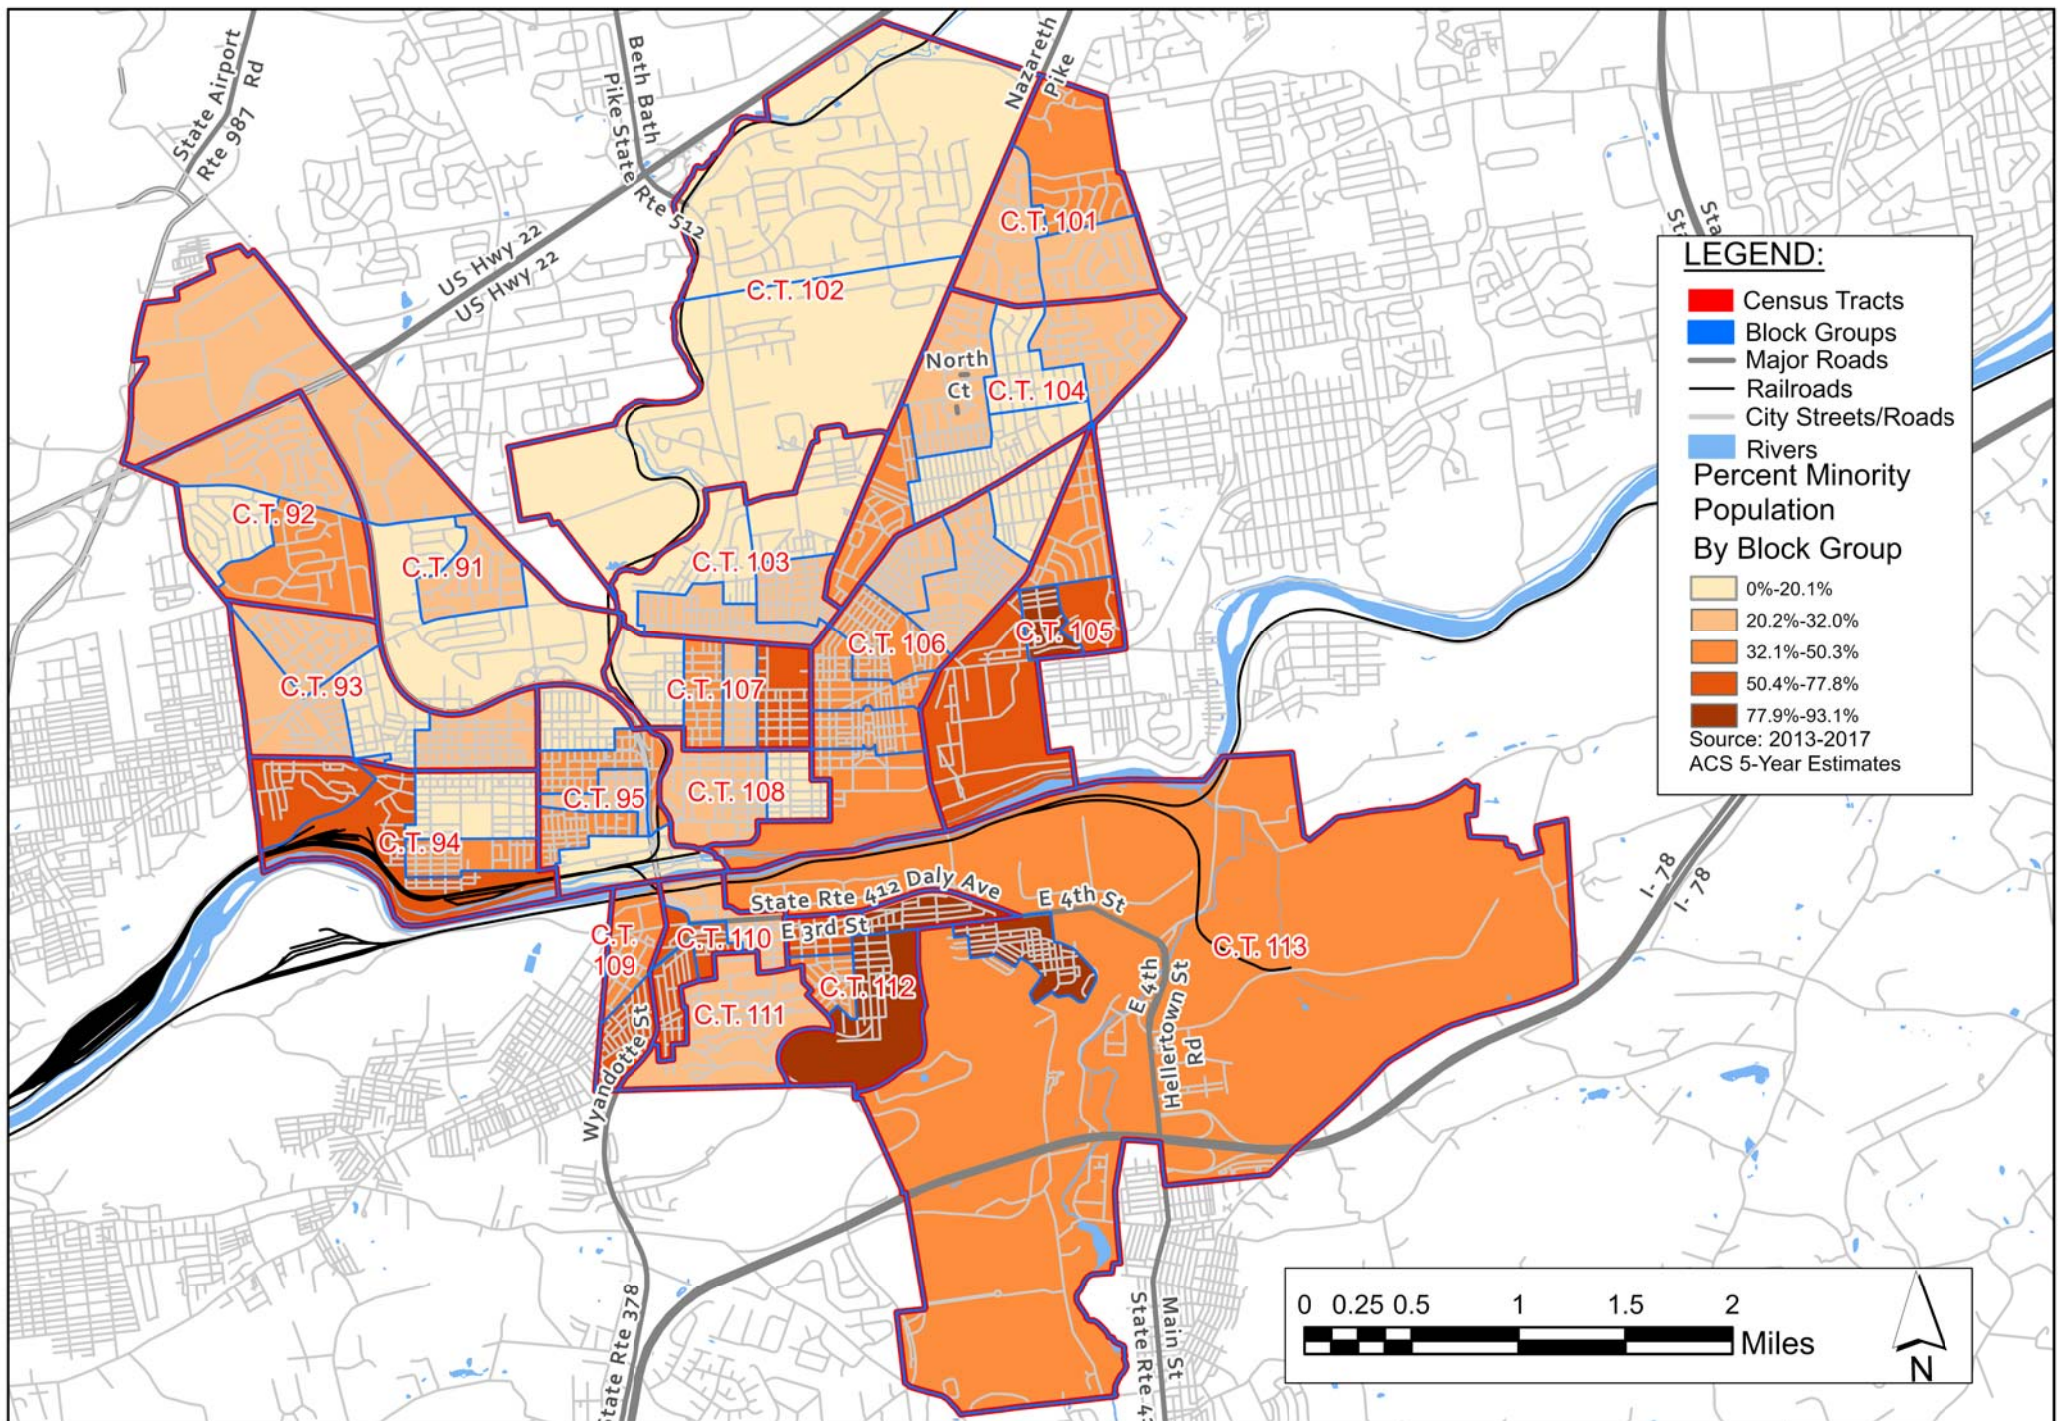 State Airport
Rte 987 Rd
Beth Bath
Pike State Rte 512
Nazareth
Pike
US Hwy 22
US Hwy 22
C.T. 101
C.T. 102
North
Ct
C.T. 104
C.T. 92
C.T. 91
C.T. 103
C.T. 106
C.T. 105
C.T. 93
C.T. 107
C.T. 95
C.T. 108
C.T. 94
State Rte 412 Daly Ave
E 4th St
E 3rd St
C.T.
109
C.T. 110
C.T. 113
C.T. 112
C.T. 111
E 4th
Hellertown St
Rd
Wyandotte St
I-78
I-78
State Rte 378
Main St
State Rte
LEGEND:
Census Tracts
Block Groups
Major Roads
Railroads
City Streets/Roads
Rivers
Percent Minority
Population
By Block Group
0%-20.1%
20.2%-32.0%
32.1%-50.3%
50.4%-77.8%
77.9%-93.1%
Source: 2013-2017
ACS 5-Year Estimates
0 0.25 0.5 1 1.5 2
Miles
N